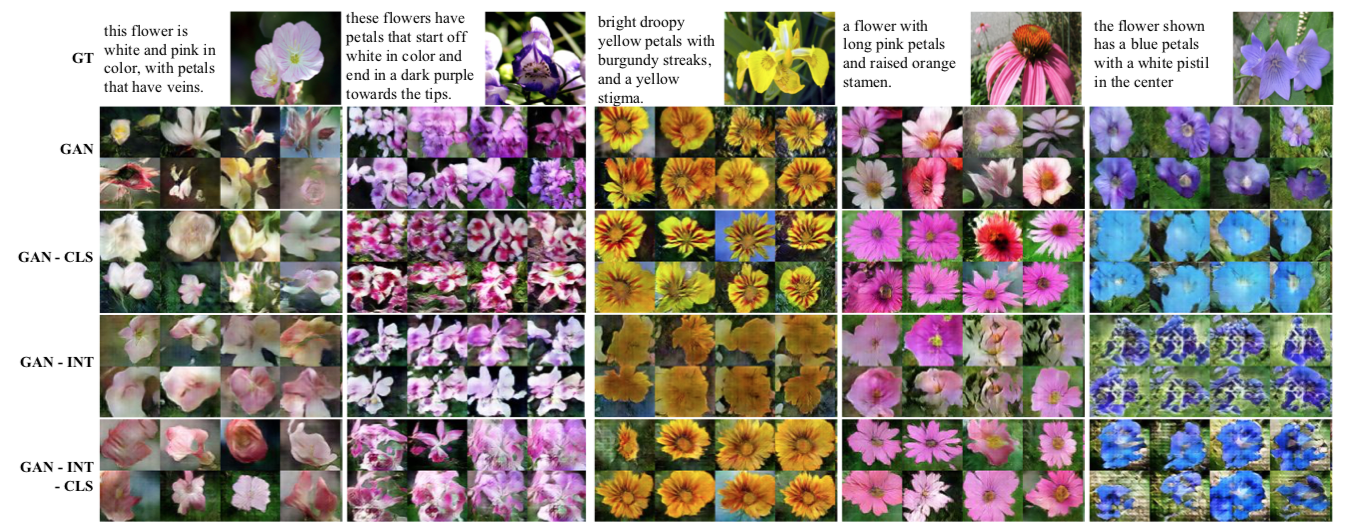 GT
this flower is
white and pink in
color, with petals
that have veins.
these flowers have
petals that start off
white in color and
end in a dark purple
towards the tips.
bright droopy
yellow petals with
burgundy streaks,
and a yellow
stigma.
a flower with
long pink petals
and raised orange
stamen.
the flower shown
has a blue petals
with a white pistil
in the center
GAN
GAN - CLS
GAN - INT
GAN - INT
- CLS